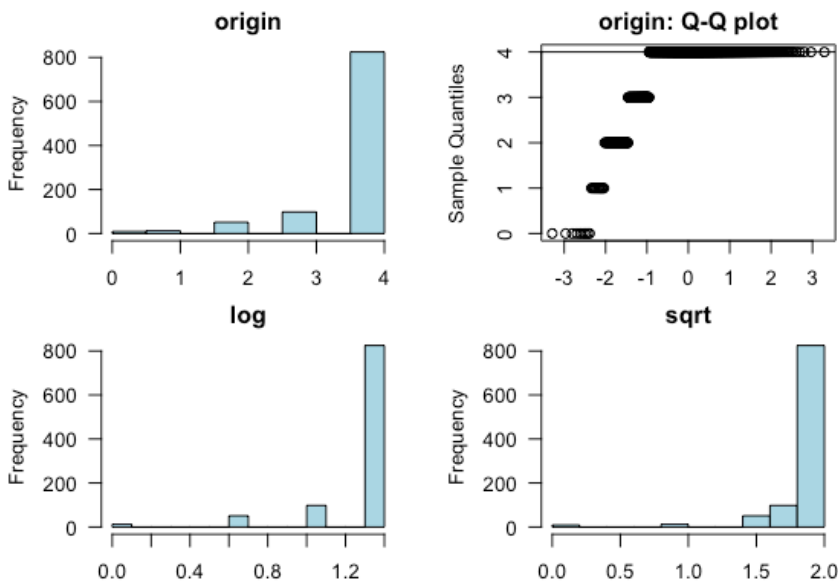 origin
Frequency
0 200 400 600 800
0 1 2 3 4
origin: Q-Q plot
Sample Quantiles
0 1 2 3 4
-3 -2 -1 0 1 2 3
log
Frequency
0 200 400 600 800
0.0 0.4 0.8 1.2
sqrt
Frequency
0 200 400 600 800
0.0 0.5 1.0 1.5 2.0